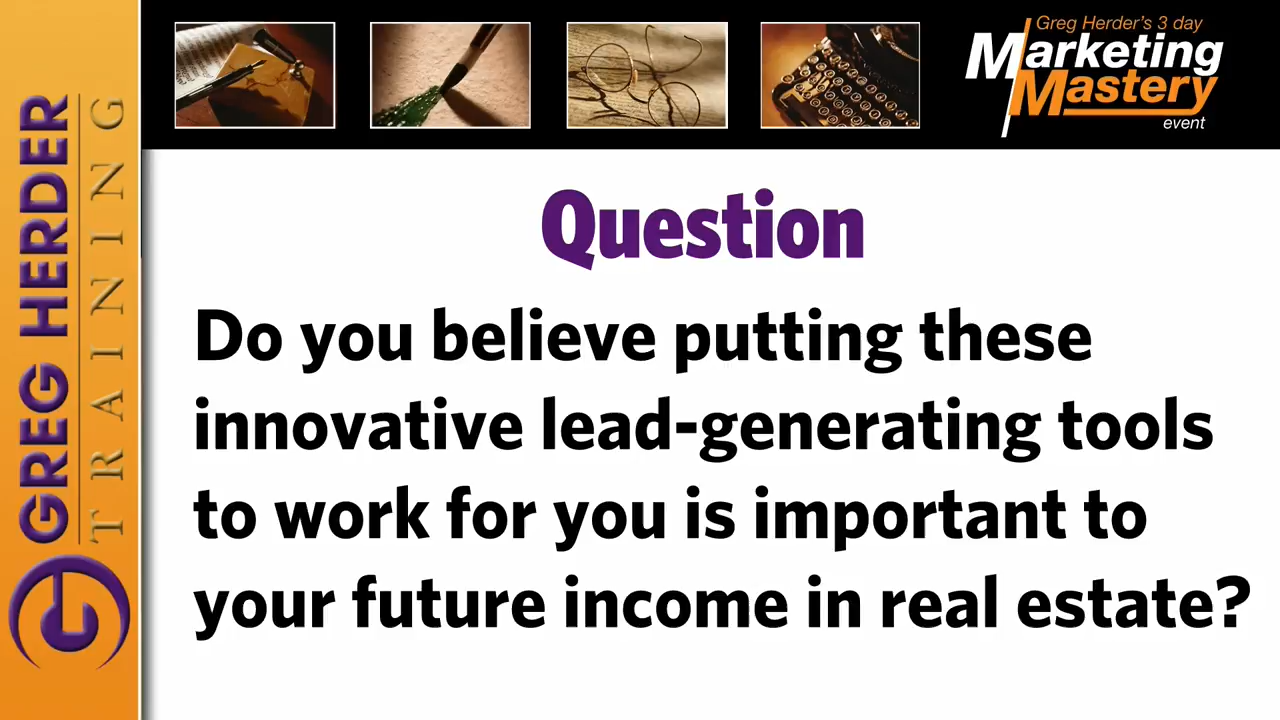 Greg Herder's 3 day
Marketing
Mastery
event
GREG HERDER
TRAINING
Question
Do you believe putting these
innovative lead-generating tools
to work for you is important to
your future income in real estate?